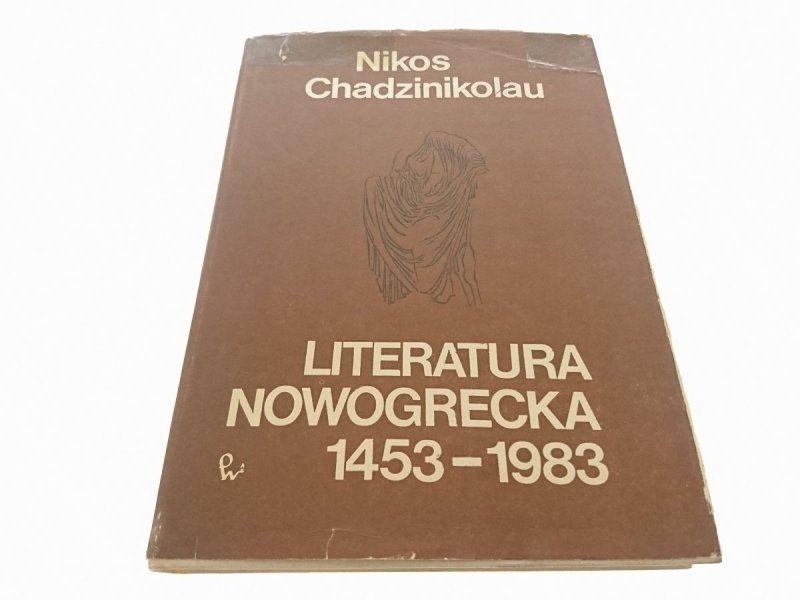 Nikos
Chadzinikolau
LITERATURA
NOWOGRECKA
1453-1983